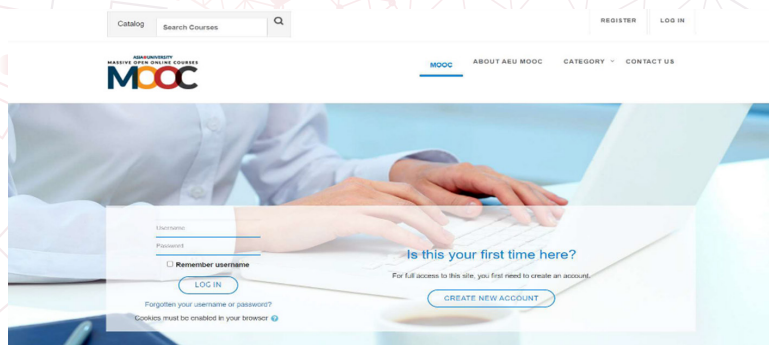 Catalog
Search Courses
REGISTER
LOG IN
ASIA e UNIVERSITY
MASSIVE OPEN ONLINE COURSES
MOOC
MOOC
ABOUT AEU MOOC
CATEGORY
CONTACT US
Username
Password
Remember username
LOG IN
Forgotten your username or password?
Cookies must be enabled in your browser
Is this your first time here?
For full access to this site, you first need to create an account.
CREATE NEW ACCOUNT